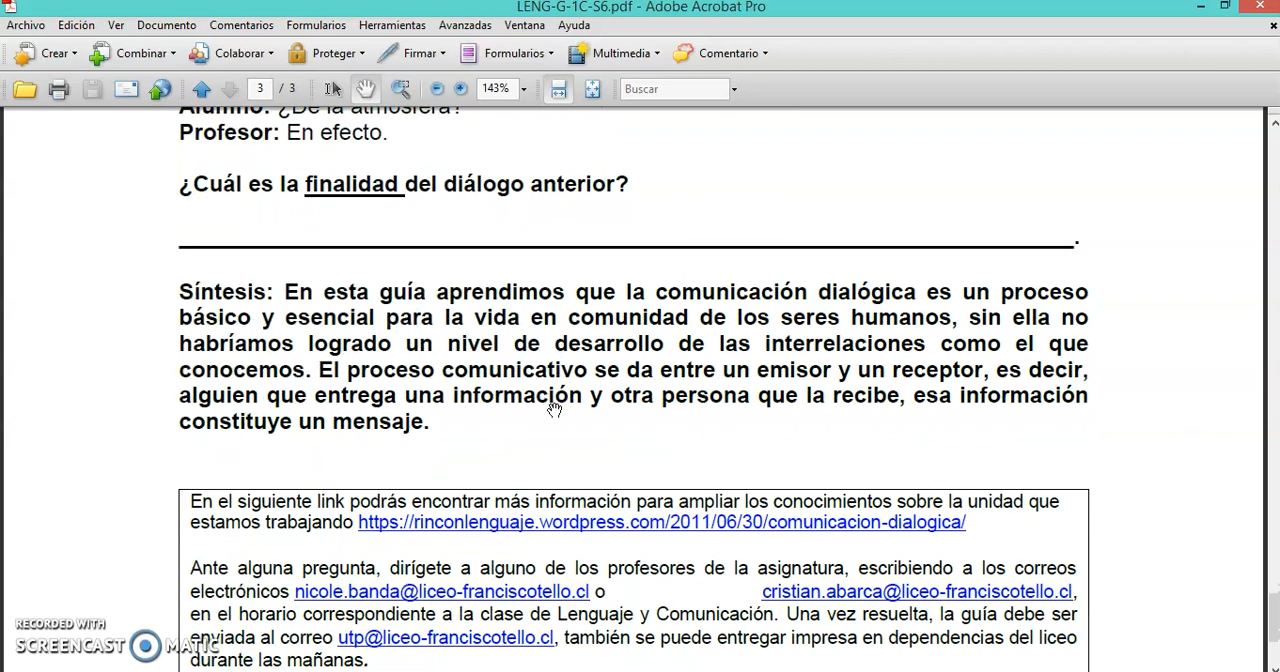 LENG-G-1C-S6.pdf - Adobe Acrobat Pro
Archivo Edición Ver Documento Comentarios Formularios Herramientas Avanzadas Ventana Ayuda
Crear Combinar Colaborar Proteger Firmar Formularios Multimedia Comentario
3 / 3 143% Buscar
Alumno: ¿De la atmósfera?
Profesor: En efecto.
¿Cuál es la finalidad del diálogo anterior?
.
Síntesis: En esta guía aprendimos que la comunicación dialógica es un proceso
básico y esencial para la vida en comunidad de los seres humanos, sin ella no
habríamos logrado un nivel de desarrollo de las interrelaciones como el que
conocemos. El proceso comunicativo se da entre un emisor y un receptor, es decir,
alguien que entrega una información y otra persona que la recibe, esa información
constituye un mensaje.
En el siguiente link podrás encontrar más información para ampliar los conocimientos sobre la unidad que
estamos trabajando https://rinconlenguaje.wordpress.com/2011/06/30/comunicacion-dialogica/
Ante alguna pregunta, dirígete a alguno de los profesores de la asignatura, escribiendo a los correos
electrónicos nicole.banda@liceo-franciscotello.cl o cristian.abarca@liceo-franciscotello.cl,
en el horario correspondiente a la clase de Lenguaje y Comunicación. Una vez resuelta, la guía debe ser
enviada al correo utp@liceo-franciscotello.cl, también se puede entregar impresa en dependencias del liceo
durante las mañanas.
RECORDED WITH
SCREENCAST MATIC